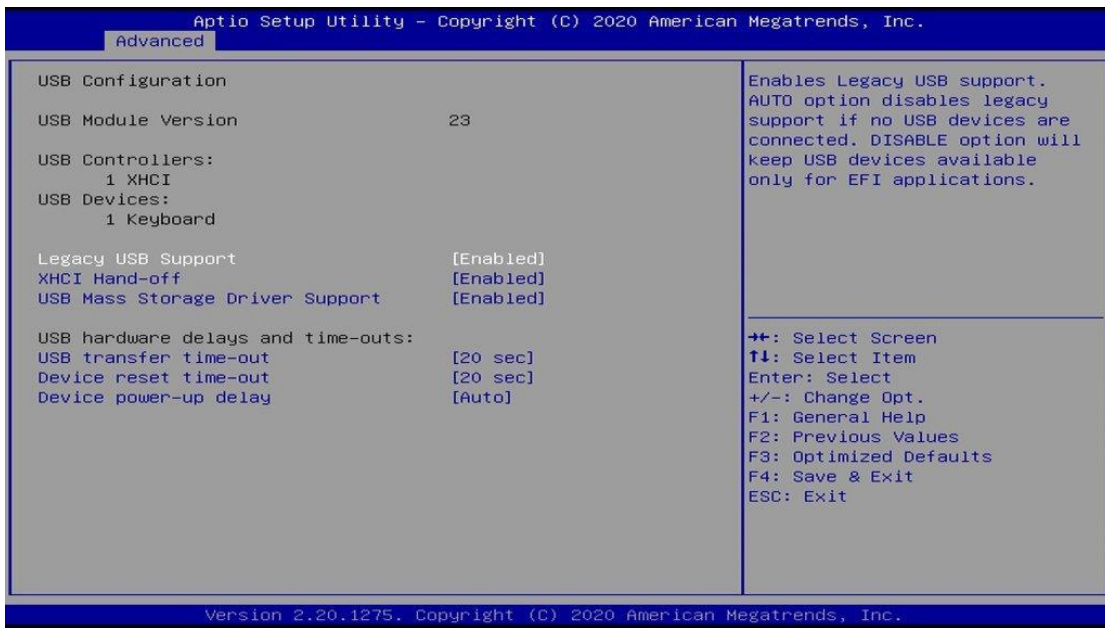 Aptio Setup Utility – Copyright (C) 2020 American Megatrends, Inc.
Advanced
USB Configuration
USB Module Version 23
USB Controllers:
1 XHCI
USB Devices:
1 Keyboard
Legacy USB Support [Enabled]
XHCI Hand-off [Enabled]
USB Mass Storage Driver Support [Enabled]
USB hardware delays and time-outs:
USB transfer time-out [20 sec]
Device reset time-out [20 sec]
Device power-up delay [Auto]
Enables Legacy USB support.
AUTO option disables legacy
support if no USB devices are
connected. DISABLE option will
keep USB devices available
only for EFI applications.
→←: Select Screen
↑↓: Select Item
Enter: Select
+/-: Change Opt.
F1: General Help
F2: Previous Values
F3: Optimized Defaults
F4: Save & Exit
ESC: Exit
Version 2.20.1275. Copyright (C) 2020 American Megatrends, Inc.